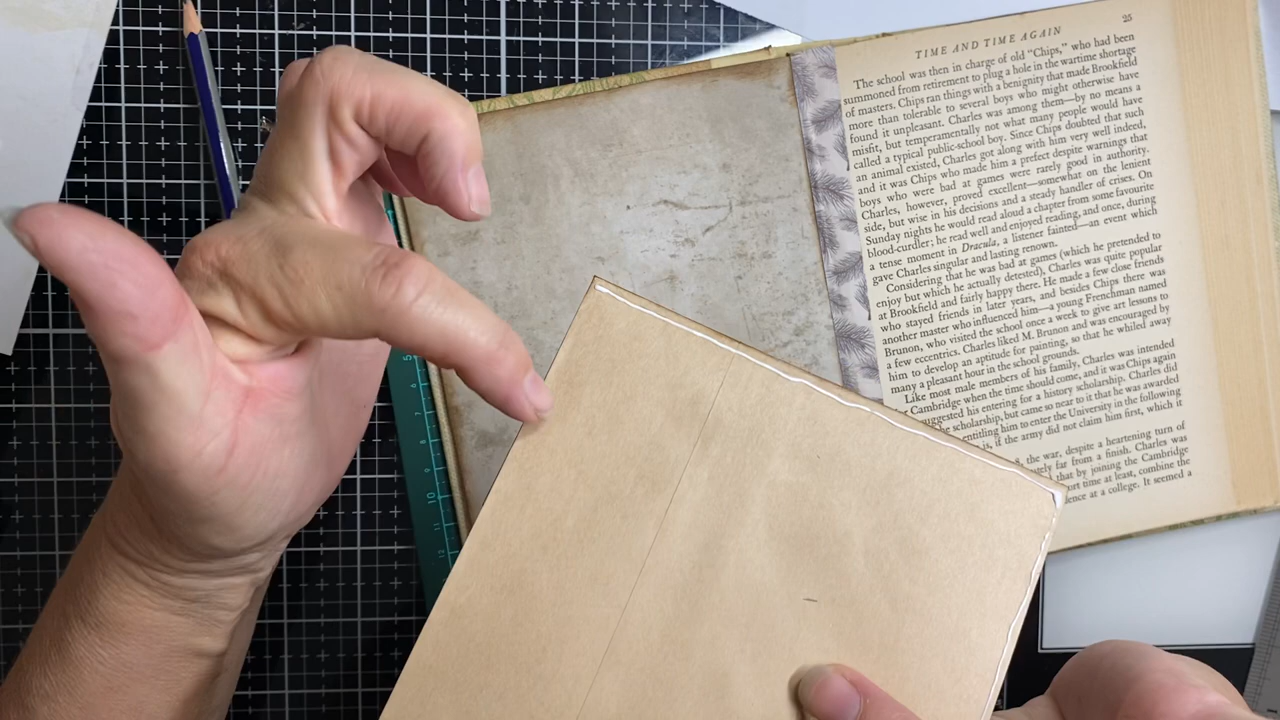 TIME AND TIME AGAIN 25
The school was then in charge of old "Chips," who had been
summoned from retirement to plug a hole in the wartime shortage
of masters. Chips ran things with a benignity that made Brookfield
more than tolerable to several boys who might otherwise have
found it unpleasant. Charles was among them—by no means a
misfit, but temperamentally not what many people would have
called a typical public-school boy. Since Chips doubted that such
an animal existed, Charles got along with him very well indeed,
and it was Chips who made him a prefect despite warnings that
boys who were bad at games were rarely good in authority.
Charles, however, proved excellent—somewhat on the lenient
side, but wise in his decisions and a steady handler of crises. On
Sunday nights he would read aloud a chapter from some favourite
blood-curdler; he read well and enjoyed reading, and once, during
a tense moment in Dracula, a listener fainted—an event which
gave Charles singular and lasting renown.
Considering that he was bad at games (which he pretended to
enjoy but which he actually detested), Charles was quite popular
at Brookfield and fairly happy there. He made a few close friends
who stayed friends in later years, and besides Chips there was
another master who influenced him—a young Frenchman named
Brunon, who visited the school once a week to give art lessons to
a few eccentrics. Charles liked M. Brunon and was encouraged by
him to develop an aptitude for painting, so that he whiled away
many a pleasant hour in the school grounds.
Like most male members of his family, Charles was intended
Cambridge when the time should come, and it was Chips again
suggested his entering for a history scholarship. Charles did
scholarship, but came so near to it that he was awarded
entitling him to enter the University in the following
is, if the army did not claim him first, which it
8, the war, despite a heartening turn of
far from a finish. Charles was
that by joining the Cambridge
time at least, combine the
at a college. It seemed a
5
6
7
8
9
10
11
12